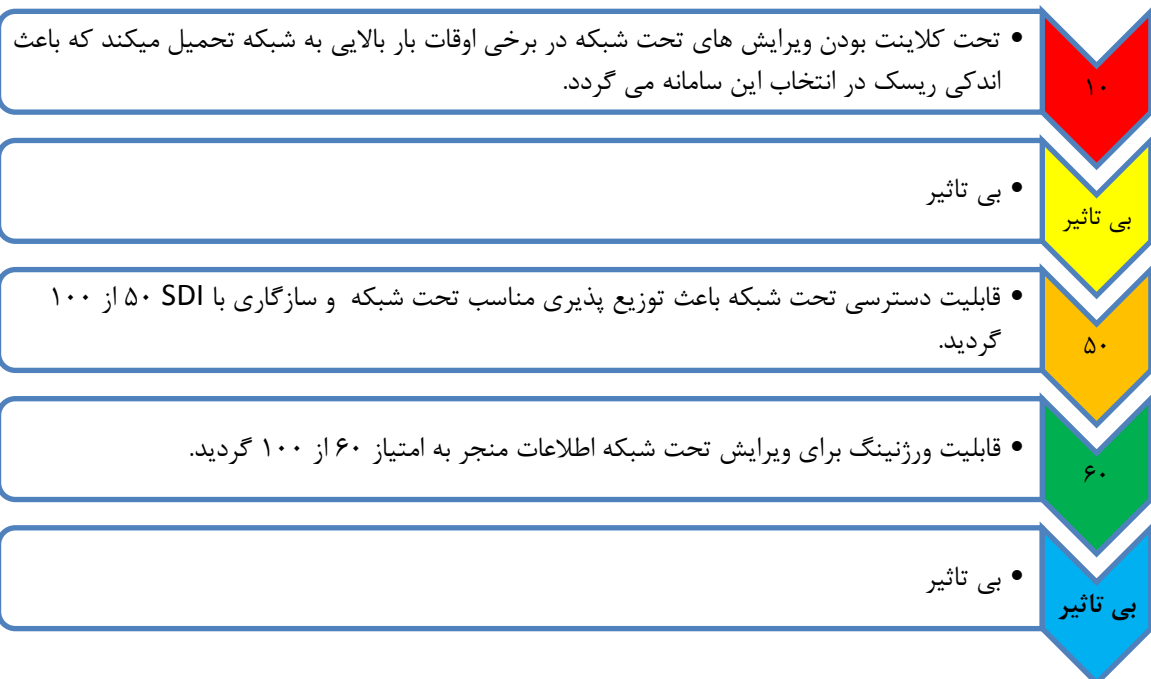 • تحت کلاینت بودن ویرایش های تحت شبکه در برخی اوقات بار بالایی به شبکه تحمیل میکند که باعث
اندکی ریسک در انتخاب این سامانه می گردد.
۱۰
• بی تاثیر
بی تاثیر
• قابلیت دسترسی تحت شبکه باعث توزیع پذیری مناسب تحت شبکه و سازگاری با SDI ۵۰ از ۱۰۰
گردید.
۵۰
• قابلیت ورژنینگ برای ویرایش تحت شبکه اطلاعات منجر به امتیاز ۶۰ از ۱۰۰ گردید.
۶۰
• بی تاثیر
بی تاثیر